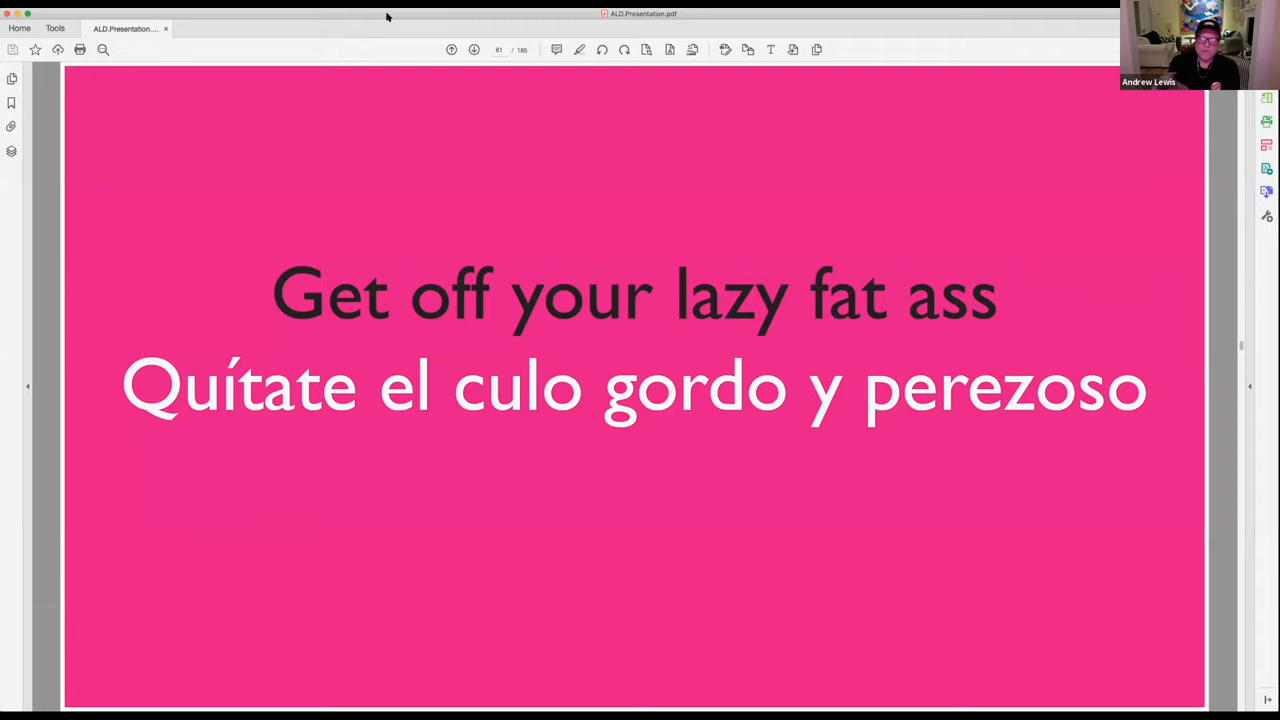 ALD.Presentation.pdf
Home
Tools
ALD.Presentation....
81 / 185
Andrew Lewis
Get off your lazy fat ass
Quítate el culo gordo y perezoso